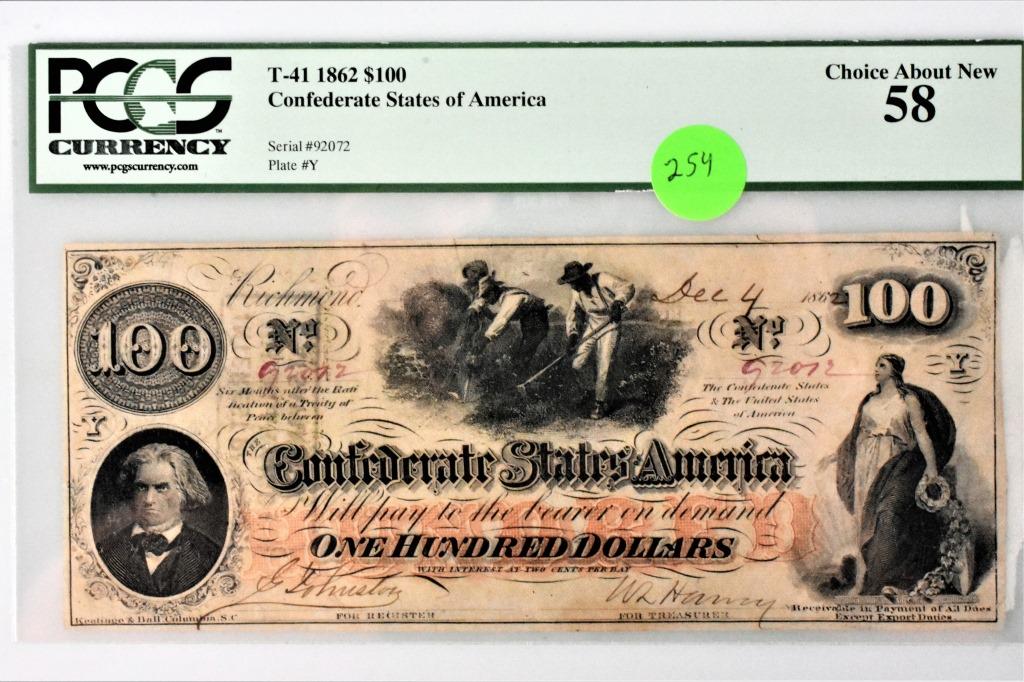 PCGS
CURRENCY
www.pcgscurrency.com
T-41 1862 $100
Confederate States of America
Serial #92072
Plate #Y
Choice About New
58
254
Richmond,
Dec 4 1862
100
100
No.
No.
92072
92072
Six Months after the Rati
fication of a Treaty of
Peace between
The Confederate States
& The United States
of America
Y
Y
THE
Confederate States America
Will pay to the bearer on demand
ONE HUNDRED DOLLARS
WITH INTEREST AT TWO CENTS PER DAY
FOR REGISTER
FOR TREASURER
Keatinge & Ball Columbia, S.C
Receivable in Payment of All Dues
Except Export Duties.